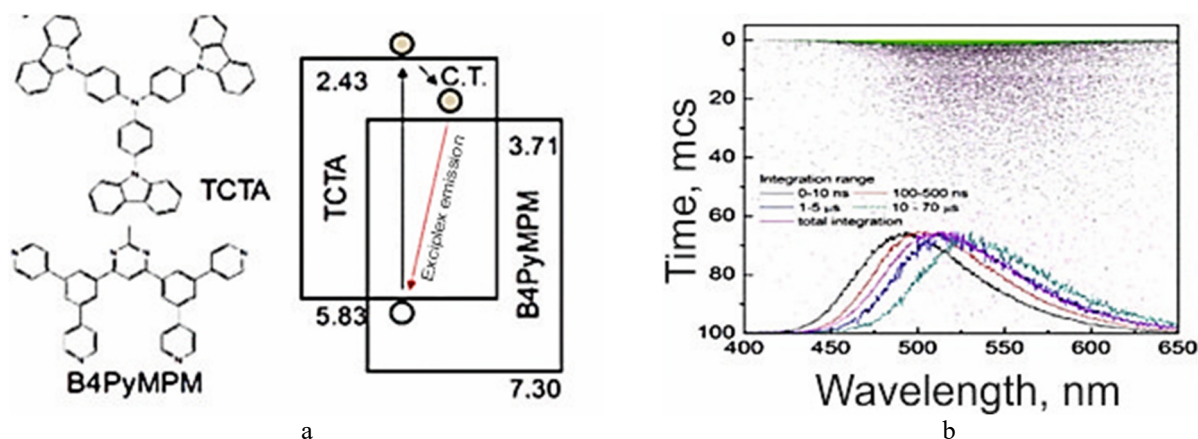 N
N
N
N
TCTA
N
N
N
N
N
N
B4PyMPM
2.43
C.T.
3.71
TCTA
Exciplex emission
B4PyMPM
5.83
7.30
a
Time, mcs
0
20
40
60
80
100
Integration range
0-10 ns 100-500 ns
1-5 µs 10 - 70 µs
total integration
400 450 500 550 600 650
Wavelength, nm
b